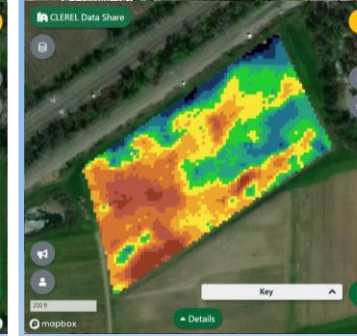 CLEREL Data Share
Key
200 ft
Details
mapbox